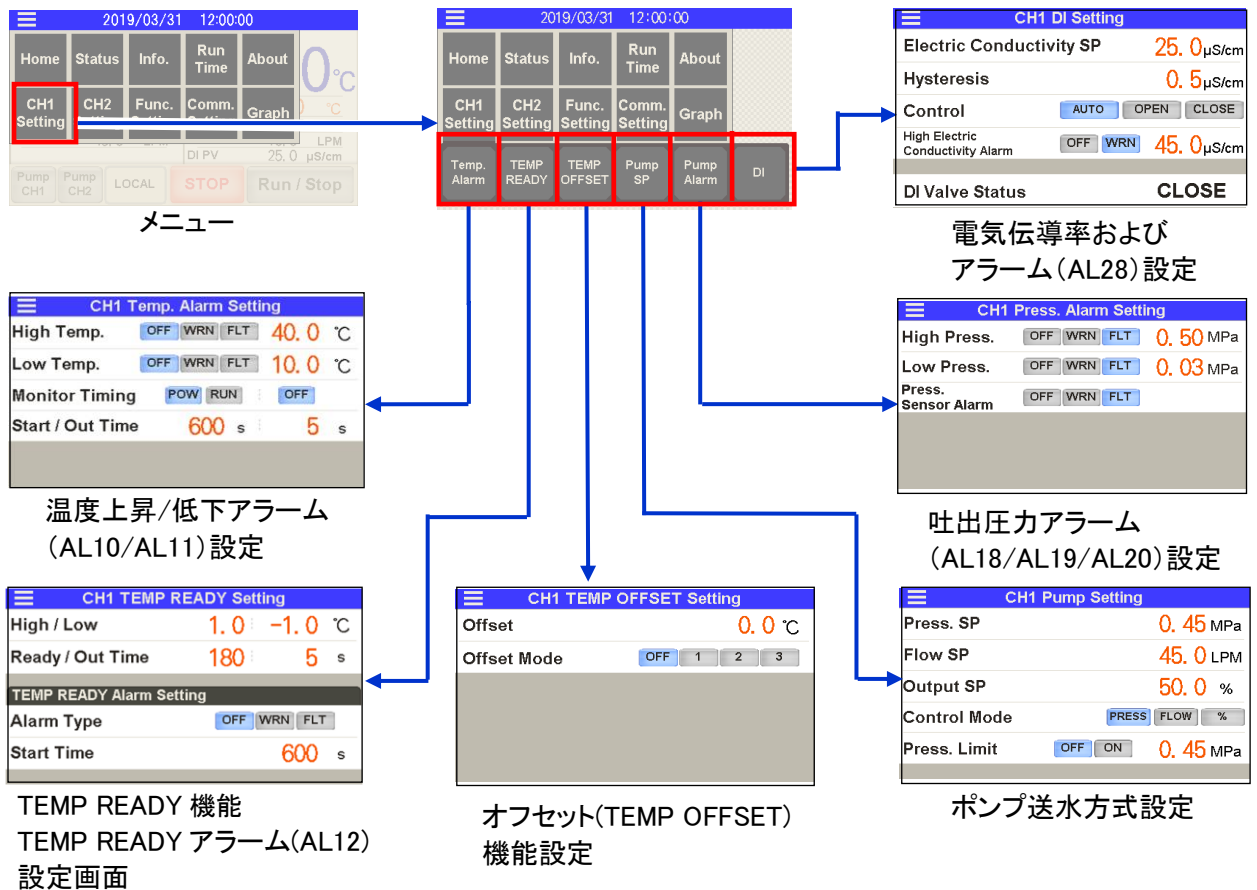 2019/03/31 12:00:00
Home Status Info. Run Time About
CH1 Setting CH2 Func. Comm. Graph
0℃
℃
LPM
DI PV 25.0 μS/cm
Pump CH1 Pump CH2 LOCAL STOP Run / Stop
メニュー
2019/03/31 12:00:00
Home Status Info. Run Time About
CH1 Setting CH2 Setting Func. Setting Comm. Setting Graph
Temp. Alarm TEMP READY TEMP OFFSET Pump SP Pump Alarm DI
CH1 DI Setting
Electric Conductivity SP 25.0 μS/cm
Hysteresis 0.5 μS/cm
Control AUTO OPEN CLOSE
High Electric
Conductivity Alarm OFF WRN 45.0 μS/cm
DI Valve Status CLOSE
電気伝導率および
アラーム(AL28)設定
CH1 Temp. Alarm Setting
High Temp. OFF WRN FLT 40.0 ℃
Low Temp. OFF WRN FLT 10.0 ℃
Monitor Timing POW RUN OFF
Start / Out Time 600 s 5 s
温度上昇/低下アラーム
(AL10/AL11)設定
CH1 Press. Alarm Setting
High Press. OFF WRN FLT 0.50 MPa
Low Press. OFF WRN FLT 0.03 MPa
Press.
Sensor Alarm OFF WRN FLT
吐出圧力アラーム
(AL18/AL19/AL20)設定
CH1 TEMP READY Setting
High / Low 1.0 -1.0 ℃
Ready / Out Time 180 5 s
TEMP READY Alarm Setting
Alarm Type OFF WRN FLT
Start Time 600 s
TEMP READY 機能
TEMP READY アラーム(AL12)
設定画面
CH1 TEMP OFFSET Setting
Offset 0.0 ℃
Offset Mode OFF 1 2 3
オフセット(TEMP OFFSET)
機能設定
CH1 Pump Setting
Press. SP 0.45 MPa
Flow SP 45.0 LPM
Output SP 50.0 %
Control Mode PRESS FLOW %
Press. Limit OFF ON 0.45 MPa
ポンプ送水方式設定